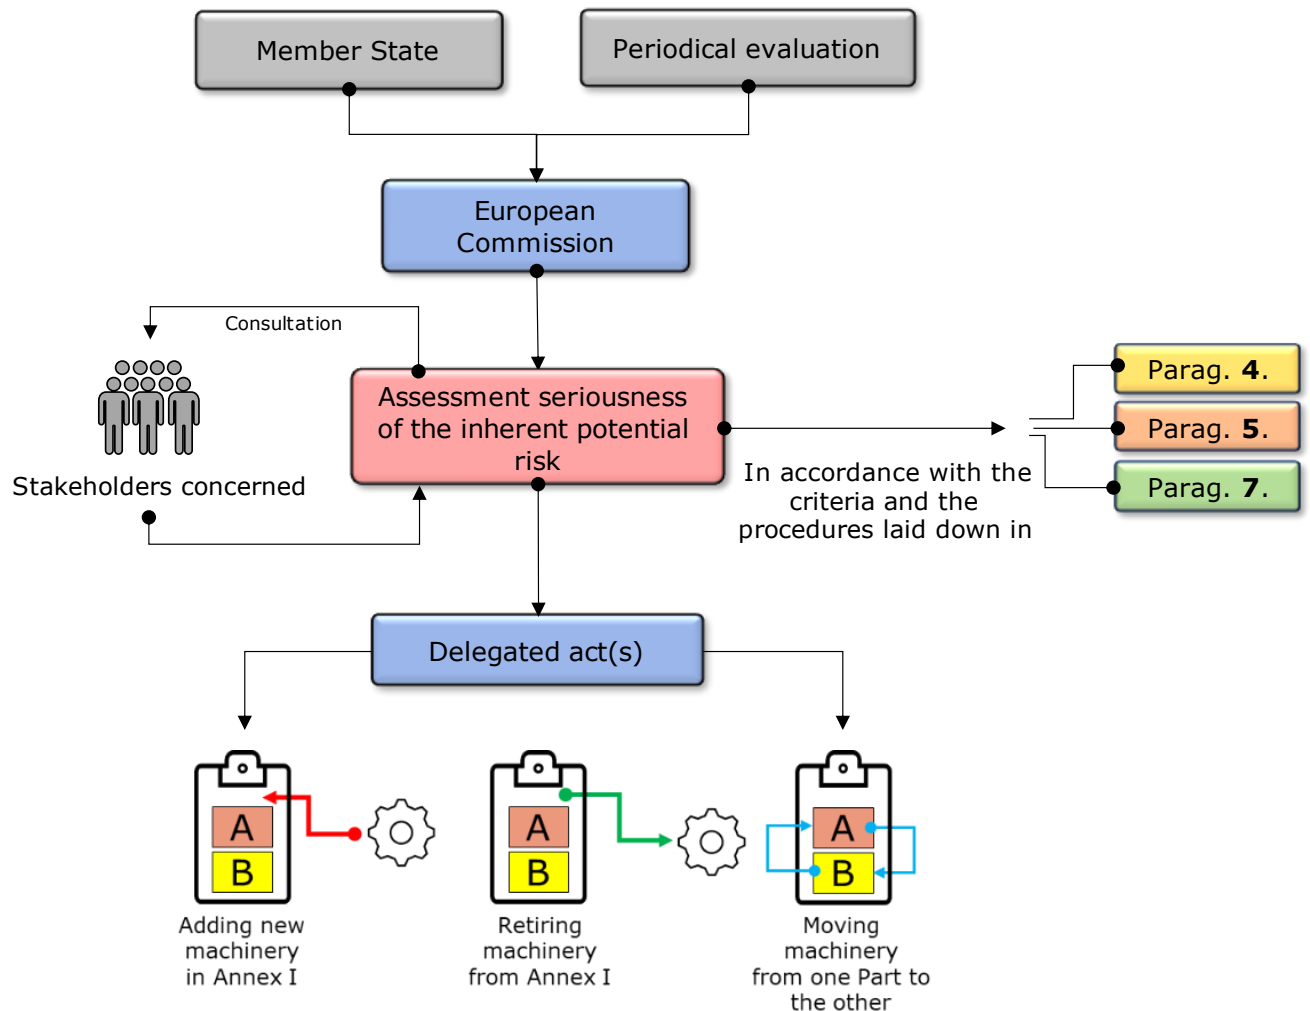 Member State
Periodical evaluation
European
Commission
Consultation
Stakeholders concerned
Assessment seriousness
of the inherent potential
risk
In accordance with the
criteria and the
procedures laid down in
Parag. 4.
Parag. 5.
Parag. 7.
Delegated act(s)
A
B
Adding new
machinery
in Annex I
A
B
Retiring
machinery
from Annex I
A
B
Moving
machinery
from one Part to
the other